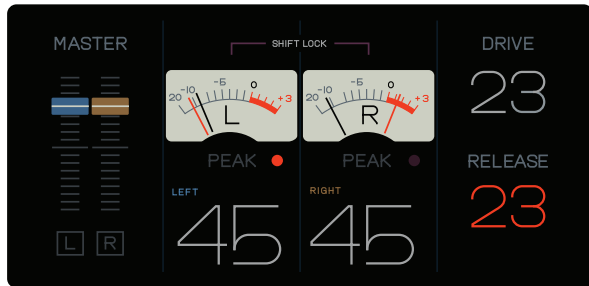 MASTER
SHIFT LOCK
DRIVE
20 -10 -5 0 +3
L
20 -10 -5 0 +3
R
23
PEAK
PEAK
RELEASE
LEFT
RIGHT
45
45
23
L R